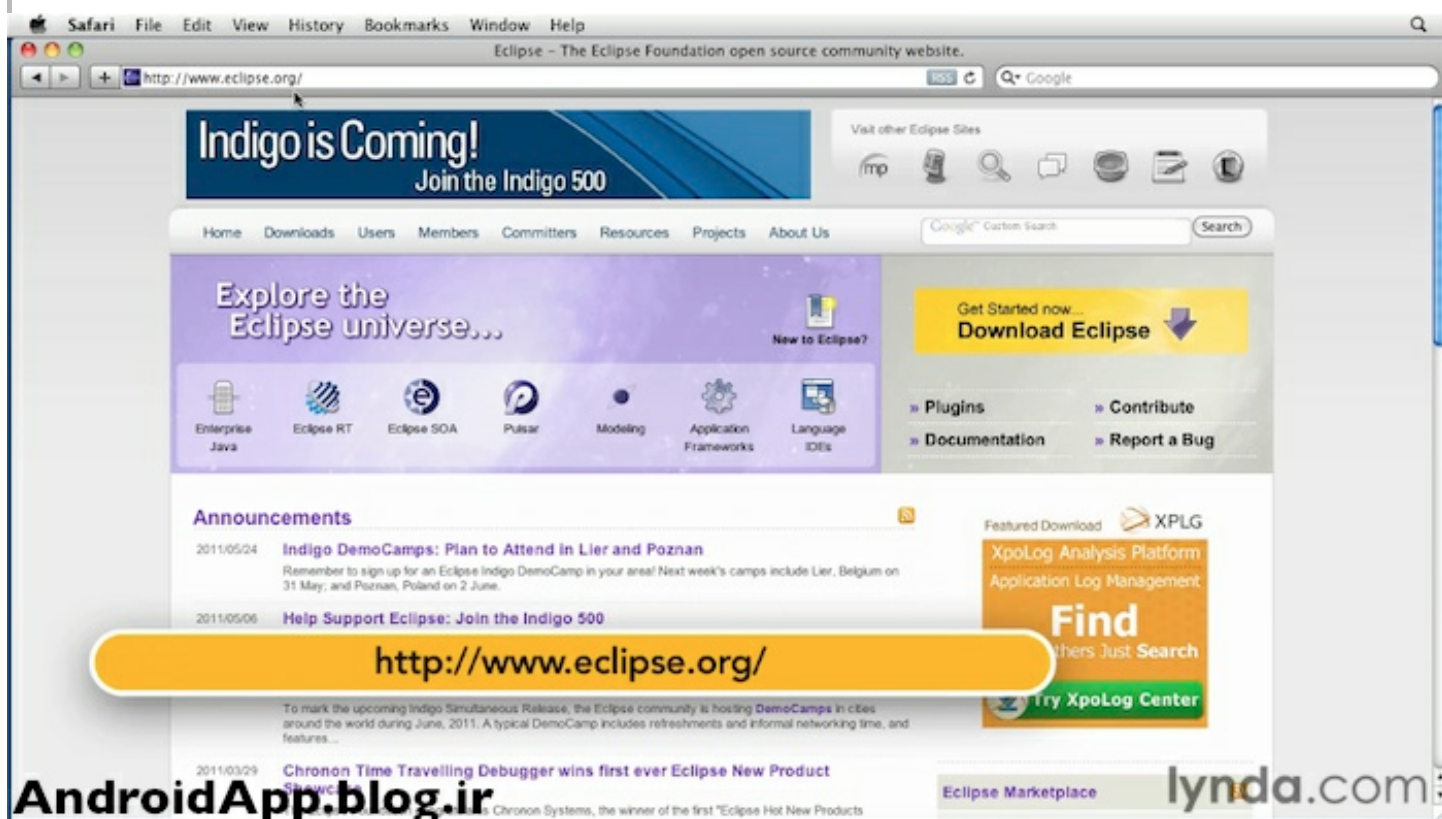 Safari File Edit View History Bookmarks Window Help
Eclipse – The Eclipse Foundation open source community website.
http://www.eclipse.org/
RSS
Google
Indigo is Coming!
Join the Indigo 500
Visit other Eclipse Sites
mp
Home Downloads Users Members Committers Resources Projects About Us
Google™ Custom Search
Search
Explore the
Eclipse universe...
New to Eclipse?
Get Started now...
Download Eclipse
Enterprise Java
Eclipse RT
Eclipse SOA
Pulsar
Modeling
Application Frameworks
Language IDEs
» Plugins
» Contribute
» Documentation
» Report a Bug
Announcements
2011/05/24 Indigo DemoCamps: Plan to Attend in Lier and Poznan
Remember to sign up for an Eclipse Indigo DemoCamp in your area! Next week's camps include Lier, Belgium on
31 May; and Poznan, Poland on 2 June.
2011/05/06 Help Support Eclipse: Join the Indigo 500
http://www.eclipse.org/
To mark the upcoming Indigo Simultaneous Release, the Eclipse community is hosting DemoCamps in cities
around the world during June, 2011. A typical DemoCamp includes refreshments and informal networking time, and
features...
2011/03/29 Chronon Time Travelling Debugger wins first ever Eclipse New Product
Chronon Systems, the winner of the first "Eclipse Hot New Products
Featured Download
XPLG
XpoLog Analysis Platform
Application Log Management
Find
Just Search
Try XpoLog Center
Eclipse Marketplace
AndroidApp.blog.ir
lynda.com